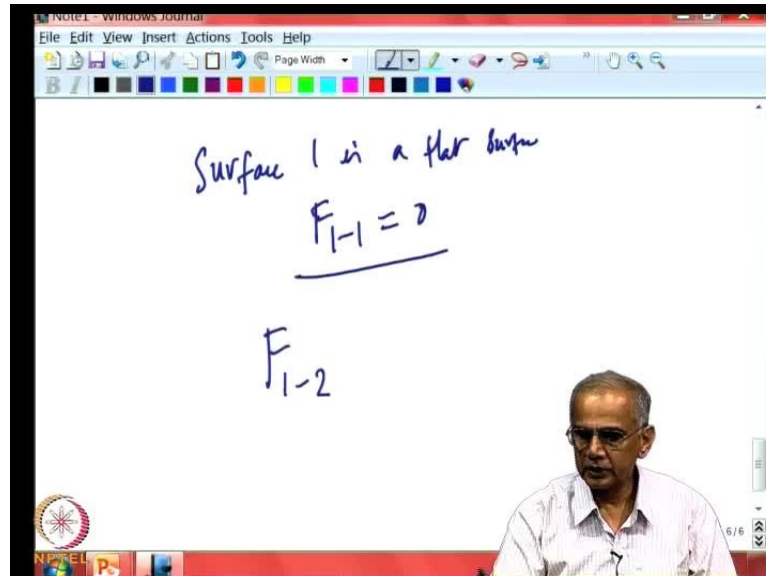 Note1 - Windows Journal
File Edit View Insert Actions Tools Help
Page Width
B I
Surface 1 is a flat surface
F1-1 = 0
F1-2
6/6
NPTEL